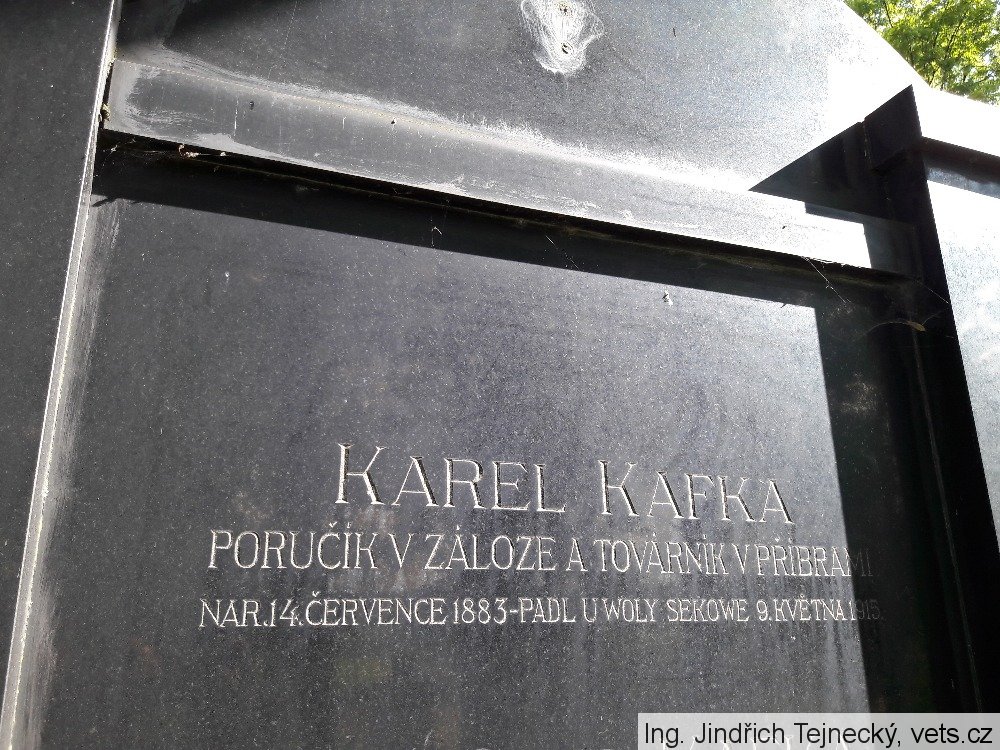 KAREL KAFKA
PORUČÍK V ZÁLOZE A TOVÁRNÍK V PŘÍBRAMI
NAR. 14. ČERVENCE 1883 - PADL U WOLY SEKOWE 9. KVĚTNA 1915.
Ing. Jindřich Tejnecký, vets.cz